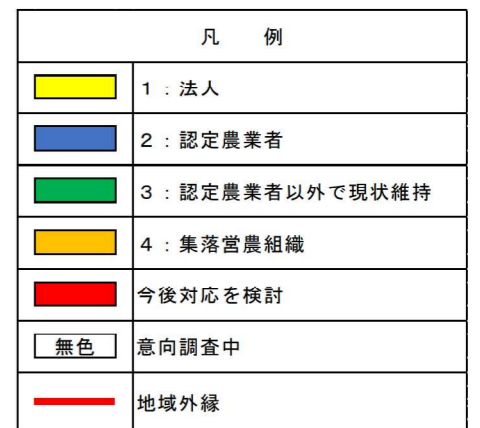 凡　例
1：法人
2：認定農業者
3：認定農業者以外で現状維持
4：集落営農組織
今後対応を検討
無色 意向調査中
地域外縁